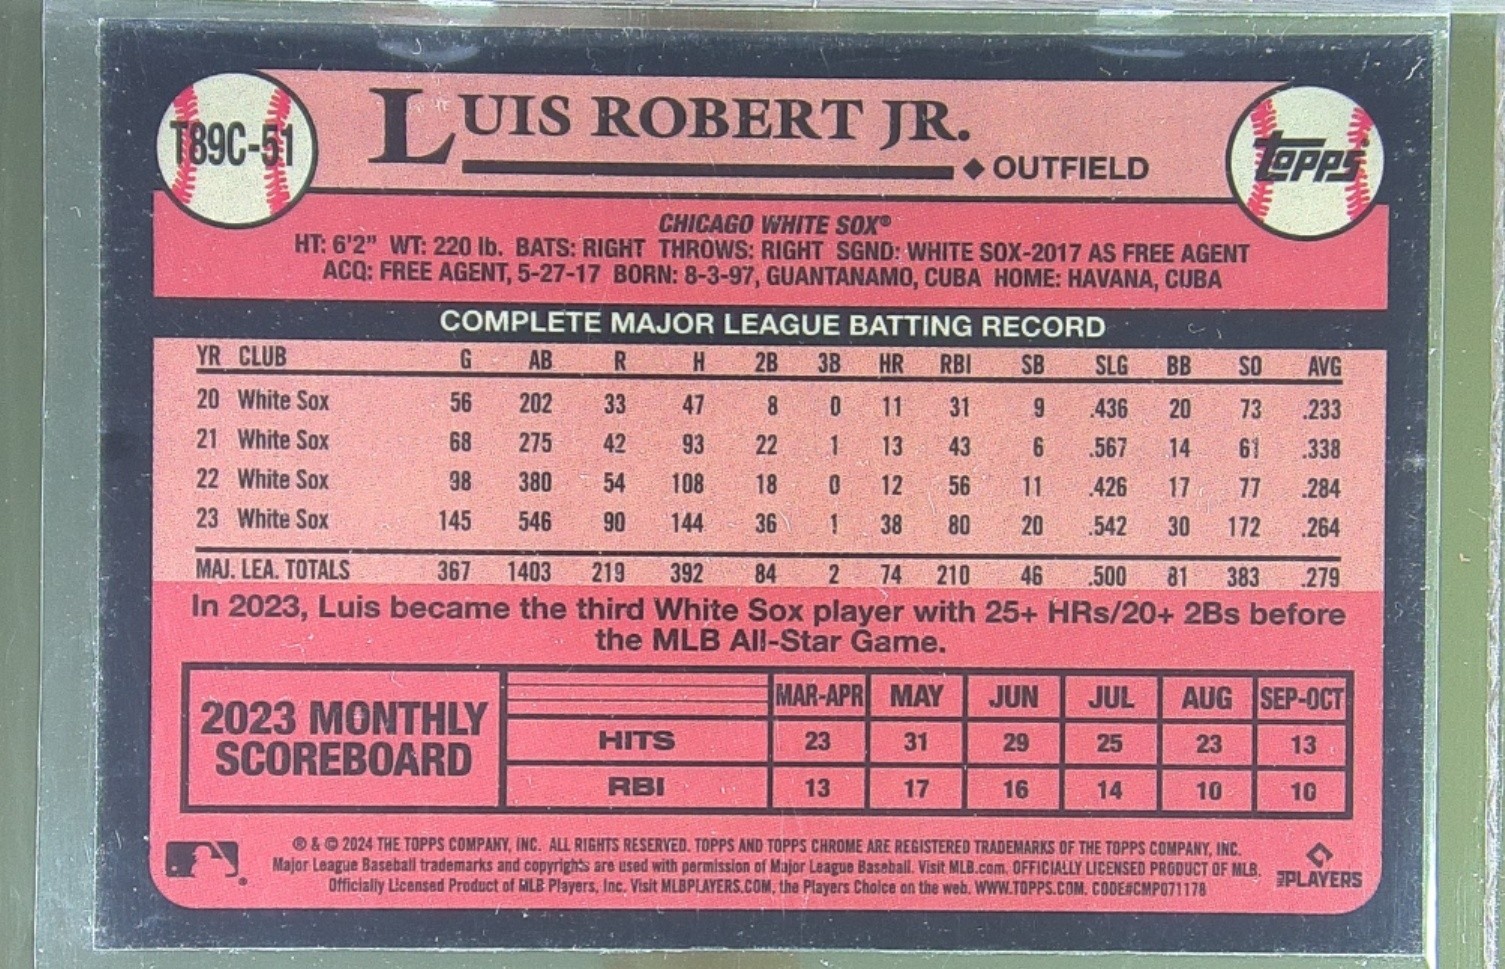 T89C-51
LUIS ROBERT JR.
◆ OUTFIELD
topps®
CHICAGO WHITE SOX®
HT: 6'2" WT: 220 lb. BATS: RIGHT THROWS: RIGHT SGND: WHITE SOX-2017 AS FREE AGENT
ACQ: FREE AGENT, 5-27-17 BORN: 8-3-97, GUANTANAMO, CUBA HOME: HAVANA, CUBA
COMPLETE MAJOR LEAGUE BATTING RECORD
YR CLUB G AB R H 2B 3B HR RBI SB SLG BB SO AVG
20 White Sox 56 202 33 47 8 0 11 31 9 .436 20 73 .233
21 White Sox 68 275 42 93 22 1 13 43 6 .567 14 61 .338
22 White Sox 98 380 54 108 18 0 12 56 11 .426 17 77 .284
23 White Sox 145 546 90 144 36 1 38 80 20 .542 30 172 .264
MAJ. LEA. TOTALS 367 1403 219 392 84 2 74 210 46 .500 81 383 .279
In 2023, Luis became the third White Sox player with 25+ HRs/20+ 2Bs before
the MLB All-Star Game.
2023 MONTHLY
SCOREBOARD
MAR-APR MAY JUN JUL AUG SEP-OCT
HITS 23 31 29 25 23 13
RBI 13 17 16 14 10 10
® & © 2024 THE TOPPS COMPANY, INC. ALL RIGHTS RESERVED. TOPPS AND TOPPS CHROME ARE REGISTERED TRADEMARKS OF THE TOPPS COMPANY, INC.
Major League Baseball trademarks and copyrights are used with permission of Major League Baseball. Visit MLB.com. OFFICIALLY LICENSED PRODUCT OF MLB.
Officially Licensed Product of MLB Players, Inc. Visit MLBPLAYERS.COM, the Players Choice on the web. WWW.TOPPS.COM. CODE#CMP071178
MLB PLAYERS